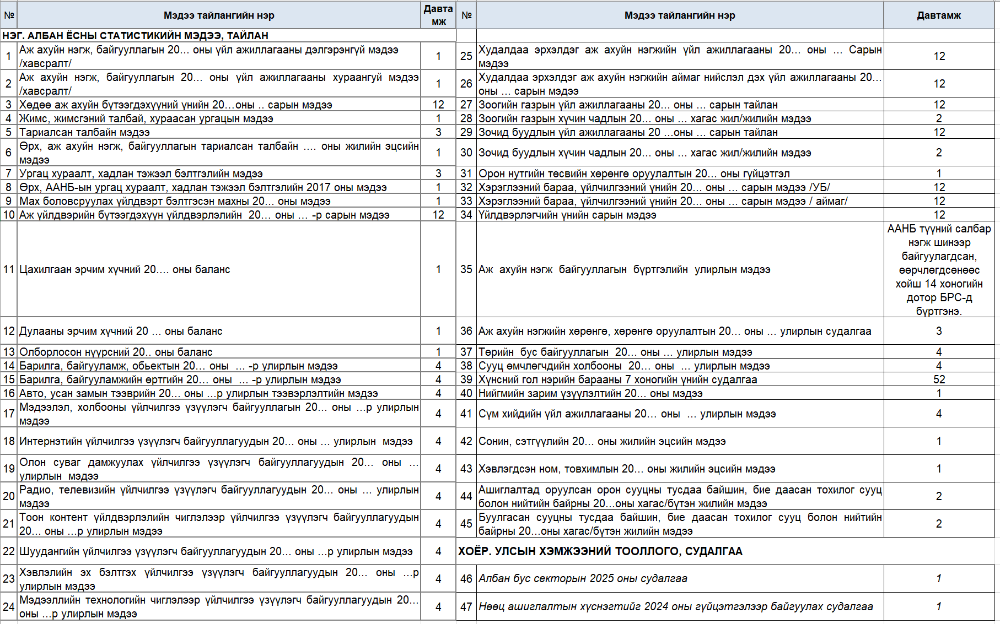 № Мэдээ тайлангийн нэр Давта
мж
НЭГ. АЛБАН ЁСНЫ СТАТИСТИКИЙН МЭДЭЭ, ТАЙЛАН
1 Аж ахуйн нэгж, байгууллагын 20… оны үйл ажиллагааны дэлгэрэнгүй мэдээ
/хавсралт/ 1
2 Аж ахуйн нэгж, байгууллагын 20… оны үйл ажиллагааны хураангуй мэдээ
/хавсралт/ 1
3 Хөдөө аж ахуйн бүтээгдэхүүний үнийн 20…оны .. сарын мэдээ 12
4 Жимс, жимсгэний талбай, хураасан ургацын мэдээ 1
5 Тариалсан талбайн мэдээ 3
6 Өрх, аж ахуйн нэгж, байгууллагын тариалсан талбайн …. оны жилийн эцсийн
мэдээ 1
7 Ургац хураалт, хадлан тэжээл бэлтгэлийн мэдээ 3
8 Өрх, ААНБ-ын ургац хураалт, хадлан тэжээл бэлтгэлийн 2017 оны мэдээ 1
9 Мах боловсруулах үйлдвэрт бэлтгэсэн махны 20… оны мэдээ 1
10 Аж үйлдвэрийн бүтээгдэхүүн үйлдвэрлэлийн 20… оны … -р сарын мэдээ 12
11 Цахилгаан эрчим хүчний 20…. оны баланс 1
12 Дулааны эрчим хүчний 20 … оны баланс 1
13 Олборлосон нүүрсний 20.. оны баланс 1
14 Барилга, байгууламж, обьектын 20… оны … -р улирлын мэдээ 4
15 Барилга, байгууламжийн өртгийн 20… оны … -р улирлын мэдээ 4
16 Авто, усан замын тээврийн 20… оны …р улирлын тээвэрлэлтийн мэдээ 4
17 Мэдээлэл, холбооны үйлчилгээ үзүүлэгч байгууллагын 20… оны …р улирлын
мэдээ 4
18 Интернэтийн үйлчилгээ үзүүлэгч байгууллагуудын 20… оны … улирлын мэдээ 4
19 Олон суваг дамжуулах үйлчилгээ үзүүлэгч байгууллагуудын 20… оны …
улирлын мэдээ 4
20 Радио, телевизийн үйлчилгээ үзүүлэгч байгууллагуудын 20… оны … улирлын
мэдээ 4
21 Тоон контент үйлдвэрлэлийн чиглэлээр үйлчилгээ үзүүлэгч байгууллагуудын
20… оны …р улирлын мэдээ 4
22 Шуудангийн үйлчилгээ үзүүлэгч байгууллагуудын 20… оны …р улирлын мэдээ 4
23 Хэвлэлийн эх бэлтгэх үйлчилгээ үзүүлэгч байгууллагуудын 20… оны …р
улирлын мэдээ 4
24 Мэдээллийн технологийн чиглэлээр үйлчилгээ үзүүлэгч байгууллагуудын 20…
оны …р улирлын мэдээ 4
№ Мэдээ тайлангийн нэр Давтамж
25 Худалдаа эрхэлдэг аж ахуйн нэгжийн үйл ажиллагааны 20… оны … Сарын
мэдээ 12
26 Худалдаа эрхэлдэг аж ахуйн нэгжийн аймаг нийслэл дэх үйл ажиллагааны 20…
оны … сарын мэдээ 12
27 Зоогийн газрын үйл ажиллагааны 20… оны … сарын тайлан 12
28 Зоогийн газрын хүчин чадлын 20… оны … хагас жил/жилийн мэдээ 2
29 Зочид буудлын үйл ажиллагааны 20 …оны … сарын тайлан 12
30 Зочид буудлын хүчин чадлын 20… оны … хагас жил/жилийн мэдээ 2
31 Орон нутгийн төсвийн хөрөнгө оруулалтын 20… оны гүйцэтгэл 1
32 Хэрэглээний бараа, үйлчилгээний үнийн 20… оны … сарын мэдээ /УБ/ 12
33 Хэрэглээний бараа, үйлчилгээний үнийн 20… оны … сарын мэдээ / аймаг/ 12
34 Үйлдвэрлэгчийн үнийн сарын мэдээ 12
35 Аж ахуйн нэгж байгууллагын бүртгэлийн улирлын мэдээ
ААНБ түүний салбар
нэгж шинээр
байгуулагдсан,
өөрчлөгдсөнөөс
хойш 14 хоногийн
дотор БРС-д
бүртгэнэ.
36 Аж ахуйн нэгжийн хөрөнгө, хөрөнгө оруулалтын 20… оны … улирлын судалгаа 3
37 Төрийн бус байгууллагын 20… оны … улирлын мэдээ 4
38 Сууц өмчлөгчдийн холбооны 20… оны … улирлын мэдээ 4
39 Хүнсний гол нэрийн барааны 7 хоногийн үнийн судалгаа 52
40 Нийгмийн зарим үзүүлэлтийн 20… оны мэдээ 1
41 Сүм хийдийн үйл ажиллагааны 20… оны … улирлын мэдээ 4
42 Сонин, сэтгүүлийн 20… оны жилийн эцсийн мэдээ 1
43 Хэвлэгдсэн ном, товхимлын 20… оны жилийн эцсийн мэдээ 1
44 Ашиглалтад оруулсан орон сууцны тусдаа байшин, бие даасан тохилог сууц
болон нийтийн байрны 20…оны хагас/бүтэн жилийн мэдээ 2
45 Буулгасан сууцны тусдаа байшин, бие даасан тохилог сууц болон нийтийн
байрны 20…оны хагас/бүтэн жилийн мэдээ 2
ХОЁР. УЛСЫН ХЭМЖЭЭНИЙ ТООЛЛОГО, СУДАЛГАА
46 Албан бус секторын 2025 оны судалгаа 1
47 Нөөц ашиглалтын хүснэгтийг 2024 оны гүйцэтгэлээр байгуулах судалгаа 1